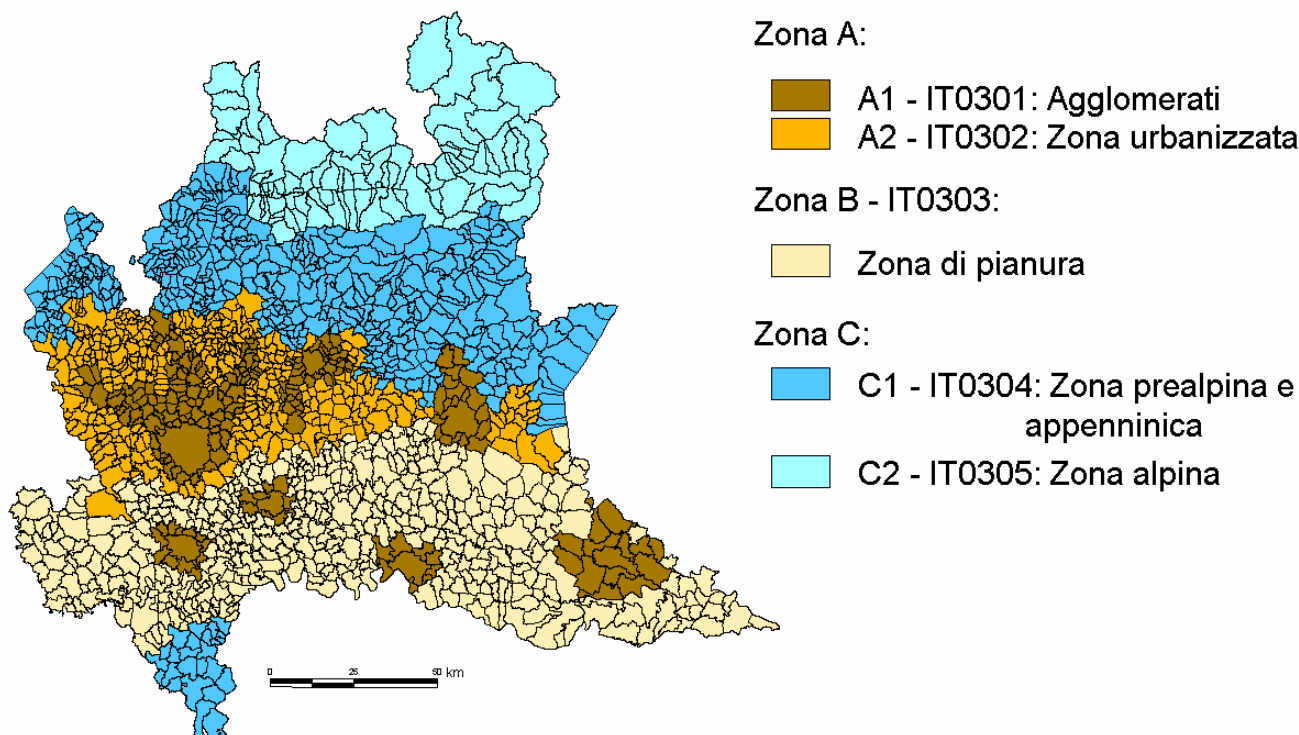 Zona A:
A1 - IT0301: Agglomerati
A2 - IT0302: Zona urbanizzata
Zona B - IT0303:
Zona di pianura
Zona C:
C1 - IT0304: Zona prealpina e
appenninica
C2 - IT0305: Zona alpina
0 25 50 km